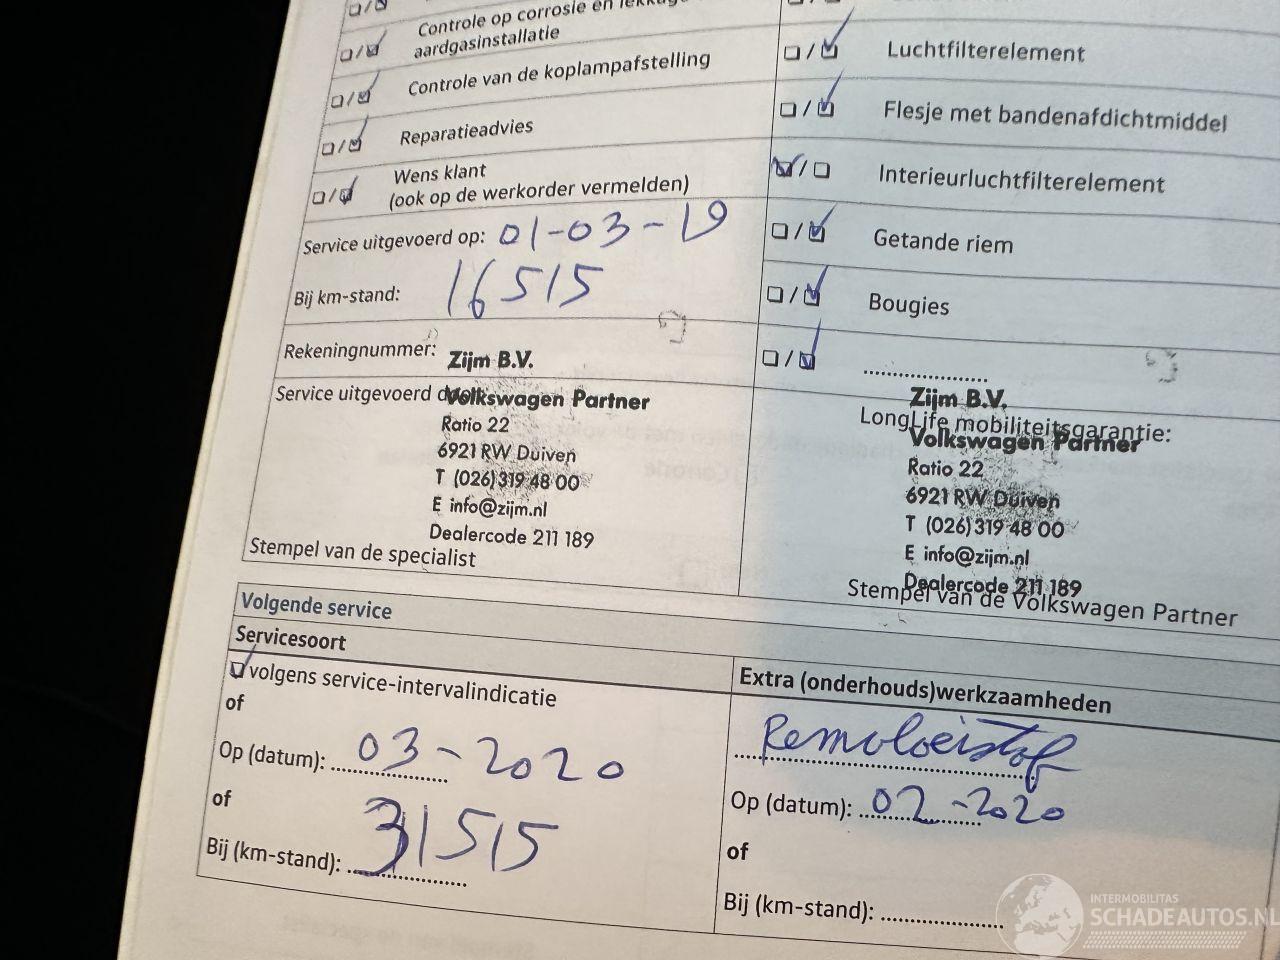 Controle op corrosie en lekkage
aardgasinstallatie
Controle van de koplampafstelling
Reparatieadvies
Wens klant
(ook op de werkorder vermelden)
Service uitgevoerd op: 01-03-19
Bij km-stand: 16515
Rekeningnummer:
Zijm B.V.
Service uitgevoerd
Volkswagen Partner
Ratio 22
6921 RW Duiven
T (026) 319 48 00
E info@zijm.nl
Dealercode 211 189
Stempel van de specialist
Luchtfilterelement
Flesje met bandenafdichtmiddel
Interieurluchtfilterelement
Getande riem
Bougies
....................
Zijm B.V.
LongLife mobiliteitsgarantie:
Volkswagen Partner
Ratio 22
6921 RW Duiven
T (026) 319 48 00
E info@zijm.nl
Dealercode 211 189
Stempel van de Volkswagen Partner
Volgende service
Servicesoort
volgens service-intervalindicatie
of
Op (datum): 03-2020
of
Bij (km-stand): 31515
Extra (onderhouds)werkzaamheden
Remvloeistof
Op (datum): 02-2020
of
Bij (km-stand): ....................
INTERMOBILITAS
SCHADEAUTOS.NL